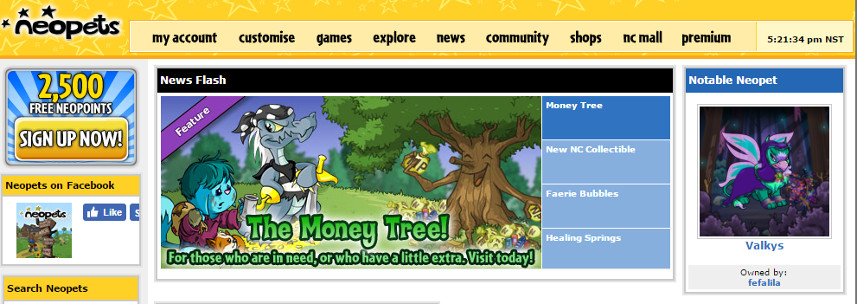 neopets
my account
customise
games
explore
news
community
shops
nc mall
premium
5:21:34 pm NST
2,500
FREE NEOPOINTS
SIGN UP NOW!
Neopets on Facebook
neopets
Like
S
Search Neopets
News Flash
Feature
The Money Tree!
For those who are in need, or who have a little extra. Visit today!
Money Tree
New NC Collectible
Faerie Bubbles
Healing Springs
Notable Neopet
Valkys
Owned by:
fefalila